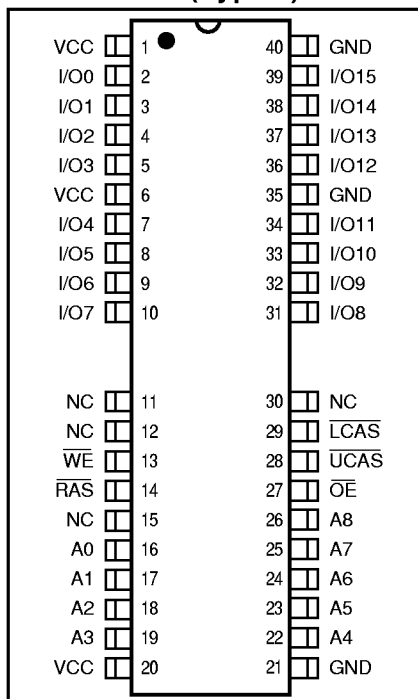 VCC 1 40 GND
I/O0 2 39 I/O15
I/O1 3 38 I/O14
I/O2 4 37 I/O13
I/O3 5 36 I/O12
VCC 6 35 GND
I/O4 7 34 I/O11
I/O5 8 33 I/O10
I/O6 9 32 I/O9
I/O7 10 31 I/O8
NC 11 30 NC
NC 12 29 LCAS
WE 13 28 UCAS
RAS 14 27 OE
NC 15 26 A8
A0 16 25 A7
A1 17 24 A6
A2 18 23 A5
A3 19 22 A4
VCC 20 21 GND